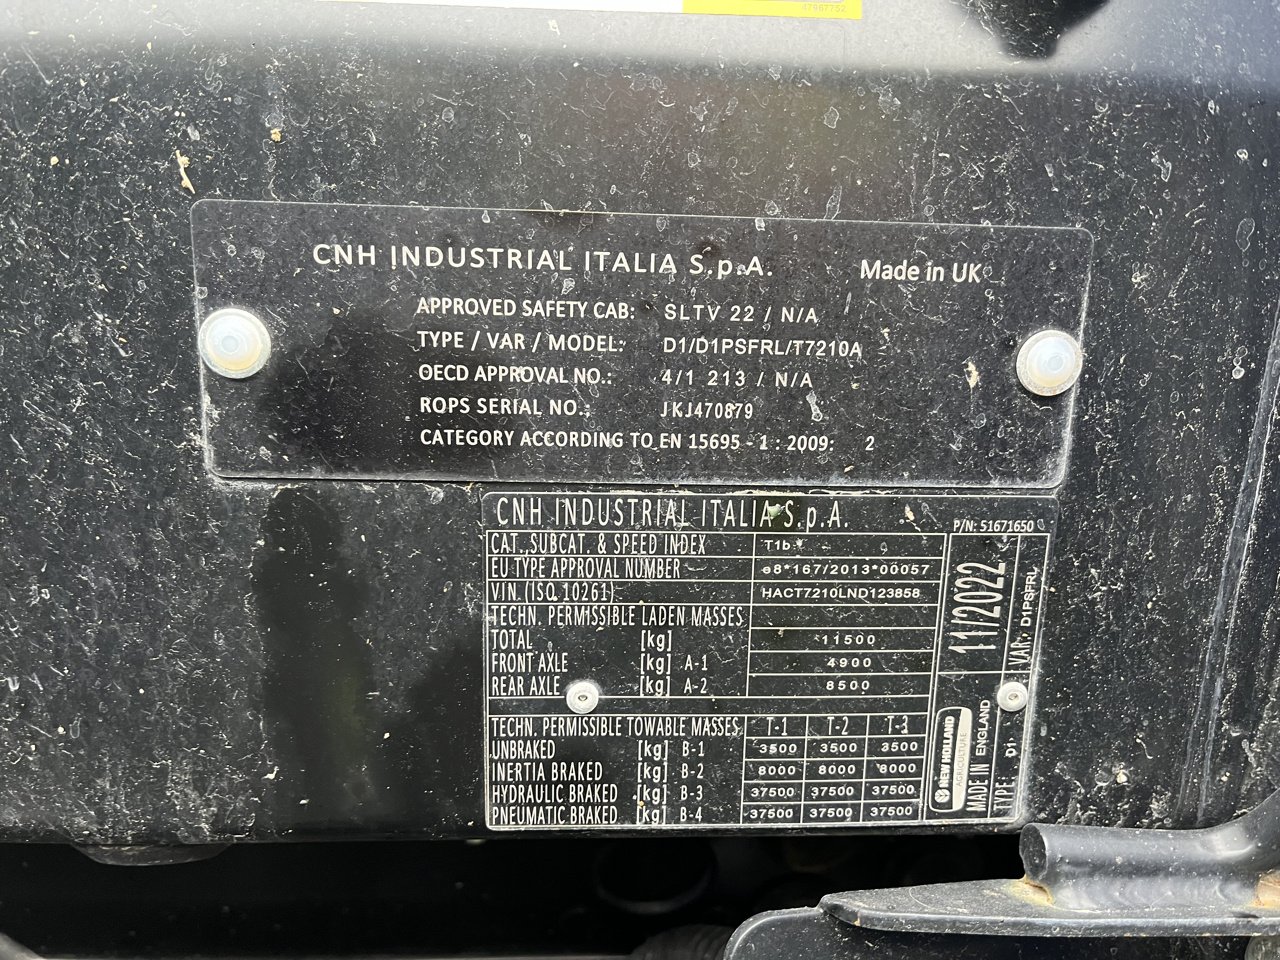 47967752
CNH INDUSTRIAL ITALIA S.p.A. Made in UK
APPROVED SAFETY CAB: SLTV 22 / N/A
TYPE / VAR / MODEL: D1/D1PSFRL/T7210A
OECD APPROVAL NO.: 4/1 213 / N/A
ROPS SERIAL NO.: JKJ470879
CATEGORY ACCORDING TO EN 15695 - 1 : 2009: 2
CNH INDUSTRIAL ITALIA S.p.A. P/N: 51671650
CAT., SUBCAT. & SPEED INDEX T1b
EU TYPE APPROVAL NUMBER e8*167/2013*00057
VIN (ISO 10261) HACT7210LND123858
TECHN. PERMISSIBLE LADEN MASSES
TOTAL [kg] 11500
FRONT AXLE [kg] A-1 4900
REAR AXLE [kg] A-2 8500
TECHN. PERMISSIBLE TOWABLE MASSES T-1 T-2 T-3
UNBRAKED [kg] B-1 3500 3500 3500
INERTIA BRAKED [kg] B-2 8000 8000 8000
HYDRAULIC BRAKED [kg] B-3 37500 37500 37500
PNEUMATIC BRAKED [kg] B-4 37500 37500 37500
11/2022
NEW HOLLAND
AGRICULTURE
MADE IN ENGLAND
TYPE: D1 VAR: D1PSFRL